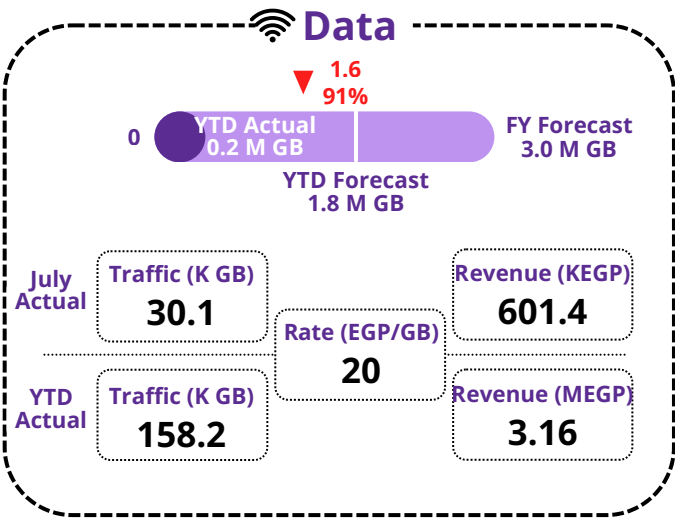 Data
1.6
91%
0
YTD Actual
0.2 M GB
FY Forecast
3.0 M GB
YTD Forecast
1.8 M GB
July
Actual
Traffic (K GB)
30.1
Rate (EGP/GB)
20
Revenue (KEGP)
601.4
YTD
Actual
Traffic (K GB)
158.2
Revenue (MEGP)
3.16